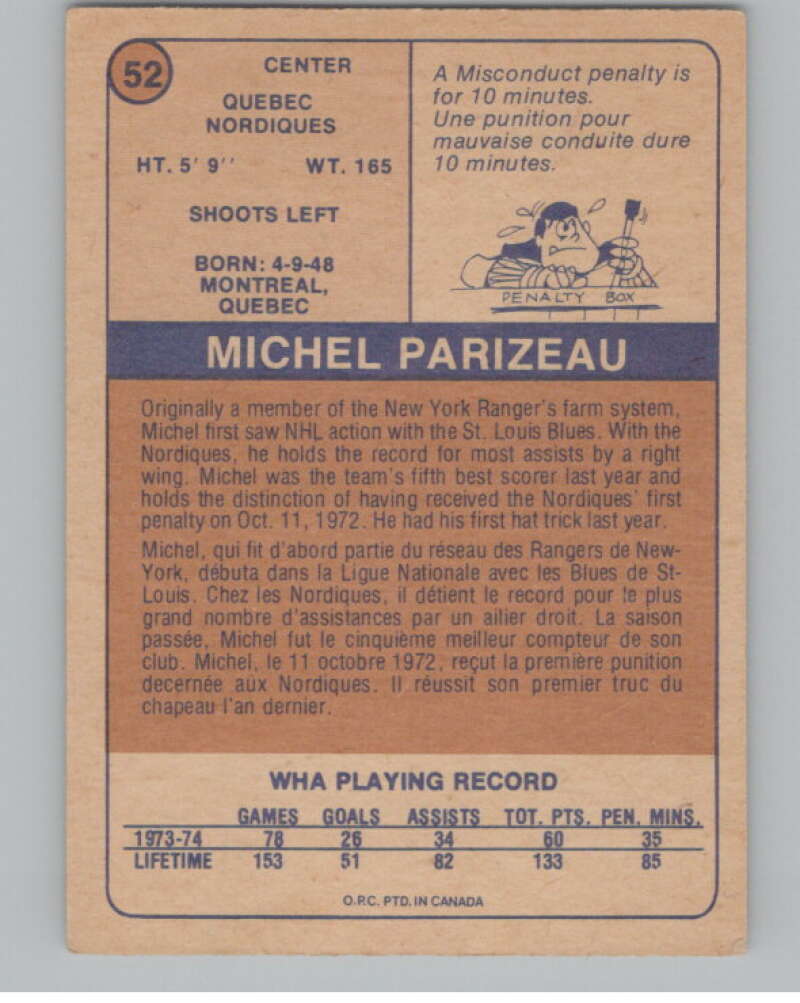 52
CENTER
QUEBEC
NORDIQUES
HT. 5' 9''   WT. 165
SHOOTS LEFT
BORN: 4-9-48
MONTREAL,
QUEBEC
A Misconduct penalty is
for 10 minutes.
Une punition pour
mauvaise conduite dure
10 minutes.
PENALTY BOX
MICHEL PARIZEAU
Originally a member of the New York Ranger's farm system,
Michel first saw NHL action with the St. Louis Blues. With the
Nordiques, he holds the record for most assists by a right
wing. Michel was the team's fifth best scorer last year and
holds the distinction of having received the Nordiques' first
penalty on Oct. 11, 1972. He had his first hat trick last year.
Michel, qui fit d'abord partie du réseau des Rangers de New-
York, débuta dans la Ligue Nationale avec les Blues de St-
Louis. Chez les Nordiques, il détient le record pour le plus
grand nombre d'assistances par un ailier droit. La saison
passée, Michel fut le cinquième meilleur compteur de son
club. Michel, le 11 octobre 1972, reçut la première punition
decernée aux Nordiques. Il réussit son premier truc du
chapeau l'an dernier.
WHA PLAYING RECORD
GAMES GOALS ASSISTS TOT. PTS. PEN. MINS.
1973-74 78 26 34 60 35
LIFETIME 153 51 82 133 85
O.P.C. PTD. IN CANADA